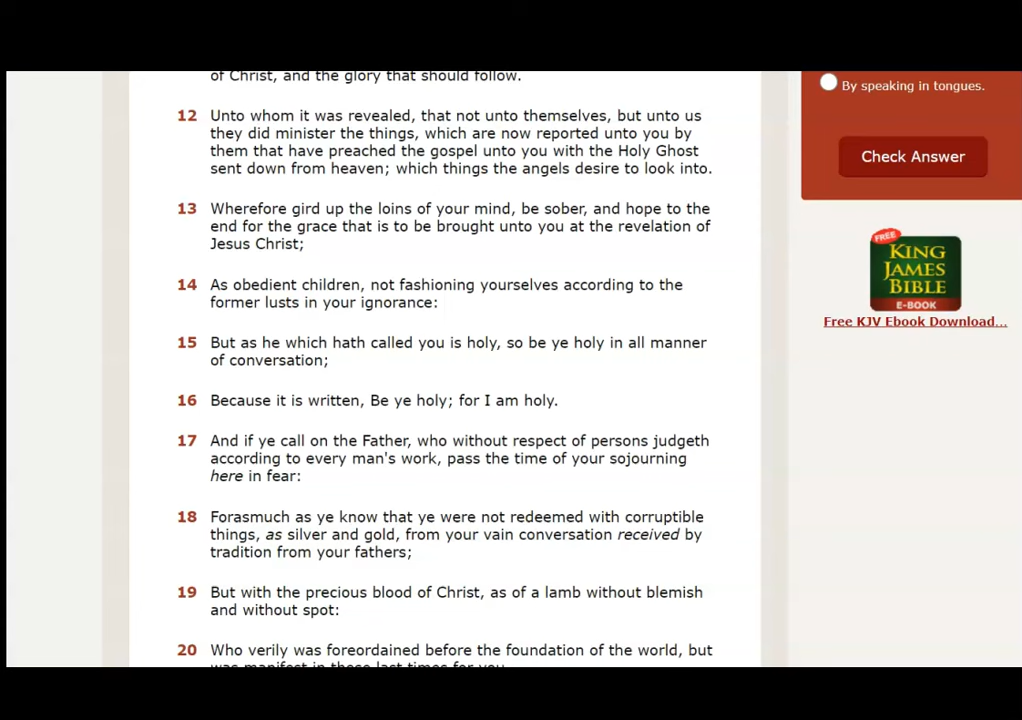 of Christ, and the glory that should follow.
12 Unto whom it was revealed, that not unto themselves, but unto us
they did minister the things, which are now reported unto you by
them that have preached the gospel unto you with the Holy Ghost
sent down from heaven; which things the angels desire to look into.
13 Wherefore gird up the loins of your mind, be sober, and hope to the
end for the grace that is to be brought unto you at the revelation of
Jesus Christ;
14 As obedient children, not fashioning yourselves according to the
former lusts in your ignorance:
15 But as he which hath called you is holy, so be ye holy in all manner
of conversation;
16 Because it is written, Be ye holy; for I am holy.
17 And if ye call on the Father, who without respect of persons judgeth
according to every man's work, pass the time of your sojourning
here in fear:
18 Forasmuch as ye know that ye were not redeemed with corruptible
things, as silver and gold, from your vain conversation received by
tradition from your fathers;
19 But with the precious blood of Christ, as of a lamb without blemish
and without spot:
20 Who verily was foreordained before the foundation of the world, but
was manifest in these last times for you
By speaking in tongues.
Check Answer
FREE
KING
JAMES
BIBLE
E-BOOK
Free KJV Ebook Download...